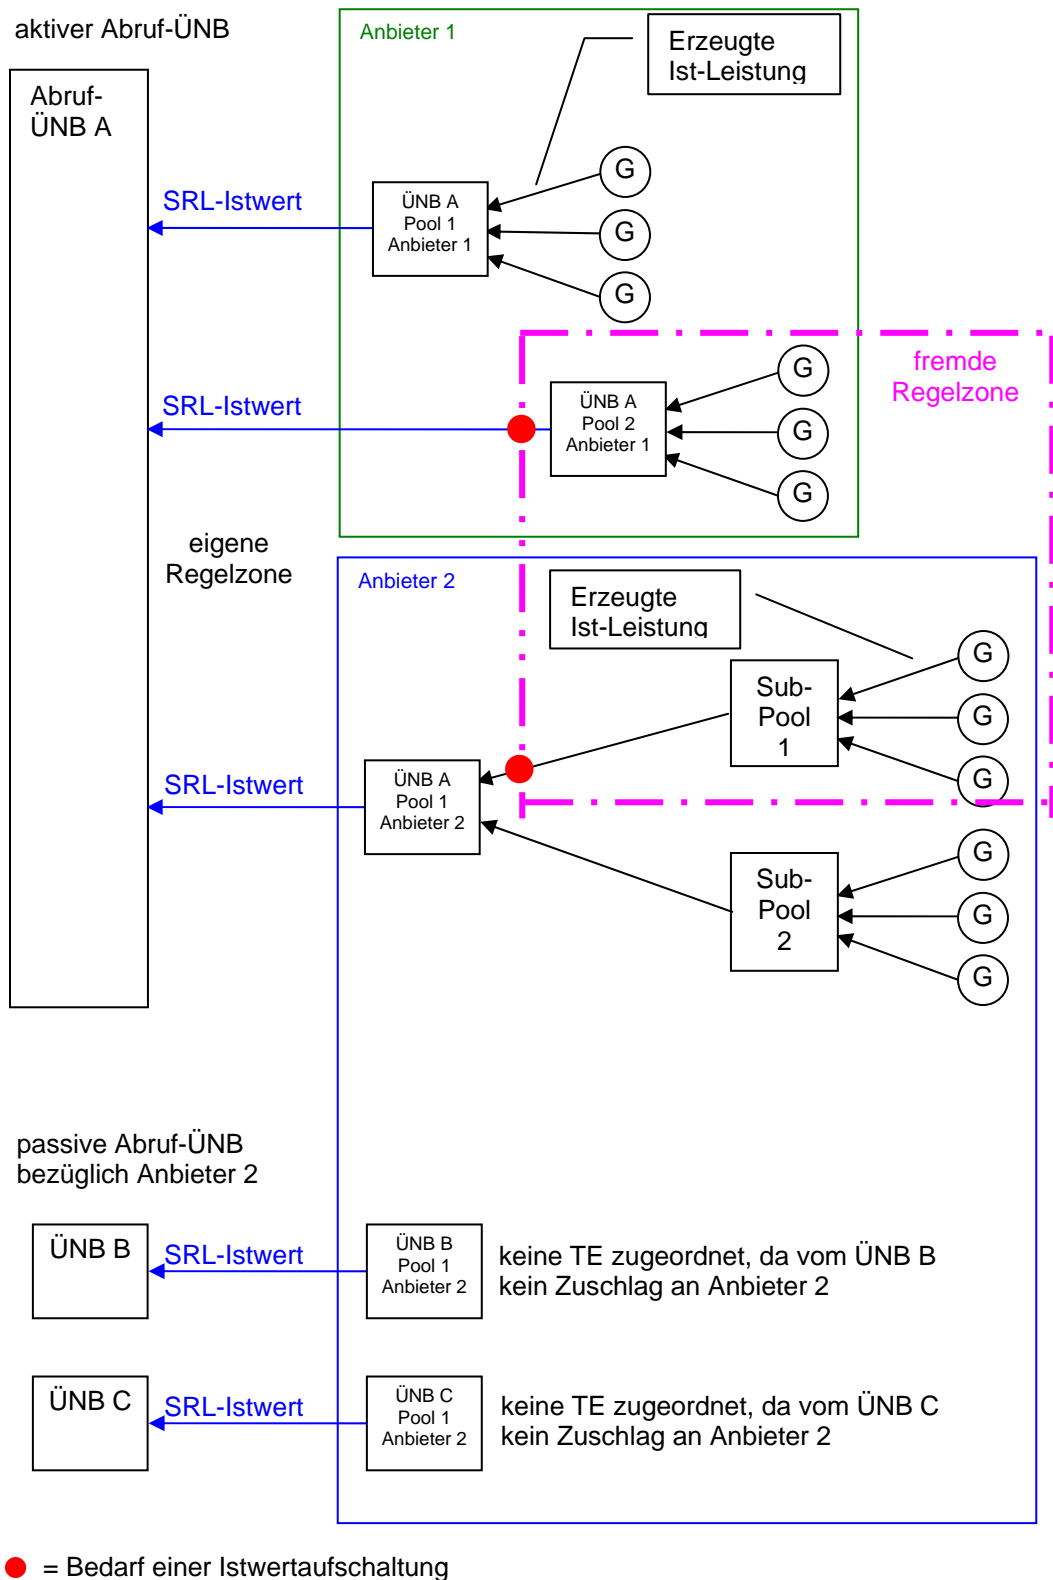 aktiver Abruf-ÜNB
Anbieter 1
Erzeugte
Ist-Leistung
Abruf-
ÜNB A
G
SRL-Istwert
ÜNB A
Pool 1
Anbieter 1
G
G
fremde
Regelzone
G
SRL-Istwert
ÜNB A
Pool 2
Anbieter 1
G
G
eigene
Regelzone
Anbieter 2
Erzeugte
Ist-Leistung
G
Sub-
Pool
1
G
G
SRL-Istwert
ÜNB A
Pool 1
Anbieter 2
G
Sub-
Pool
2
G
G
passive Abruf-ÜNB
bezüglich Anbieter 2
ÜNB B
SRL-Istwert
ÜNB B
Pool 1
Anbieter 2
keine TE zugeordnet, da vom ÜNB B
kein Zuschlag an Anbieter 2
ÜNB C
SRL-Istwert
ÜNB C
Pool 1
Anbieter 2
keine TE zugeordnet, da vom ÜNB C
kein Zuschlag an Anbieter 2
= Bedarf einer Istwertaufschaltung